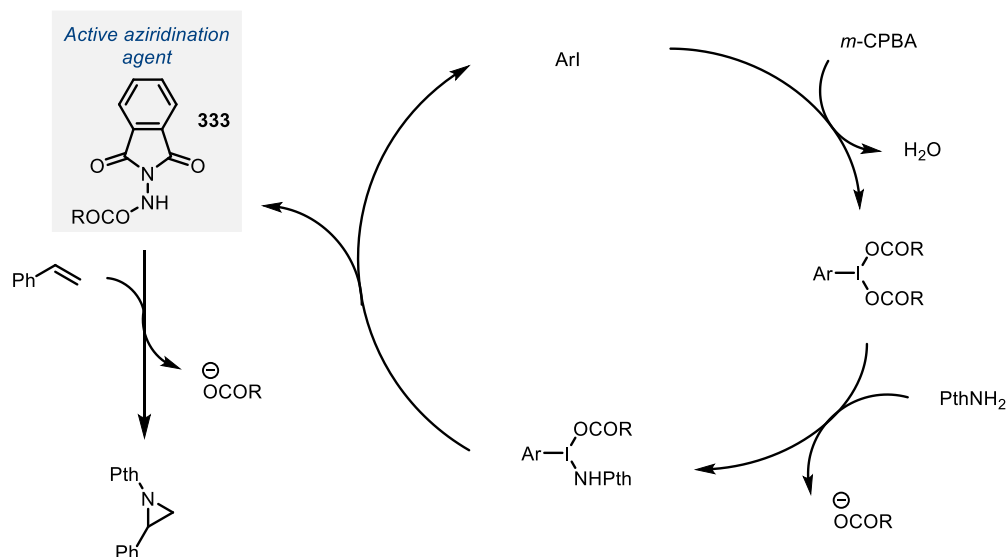 Active aziridination
agent
333
O
O
N
NH
ROCO
Ph
⊖
OCOR
Pth
N
Ph
ArI
m-CPBA
H2O
OCOR
Ar
I
OCOR
PthNH2
⊖
OCOR
OCOR
Ar
I
NHPth